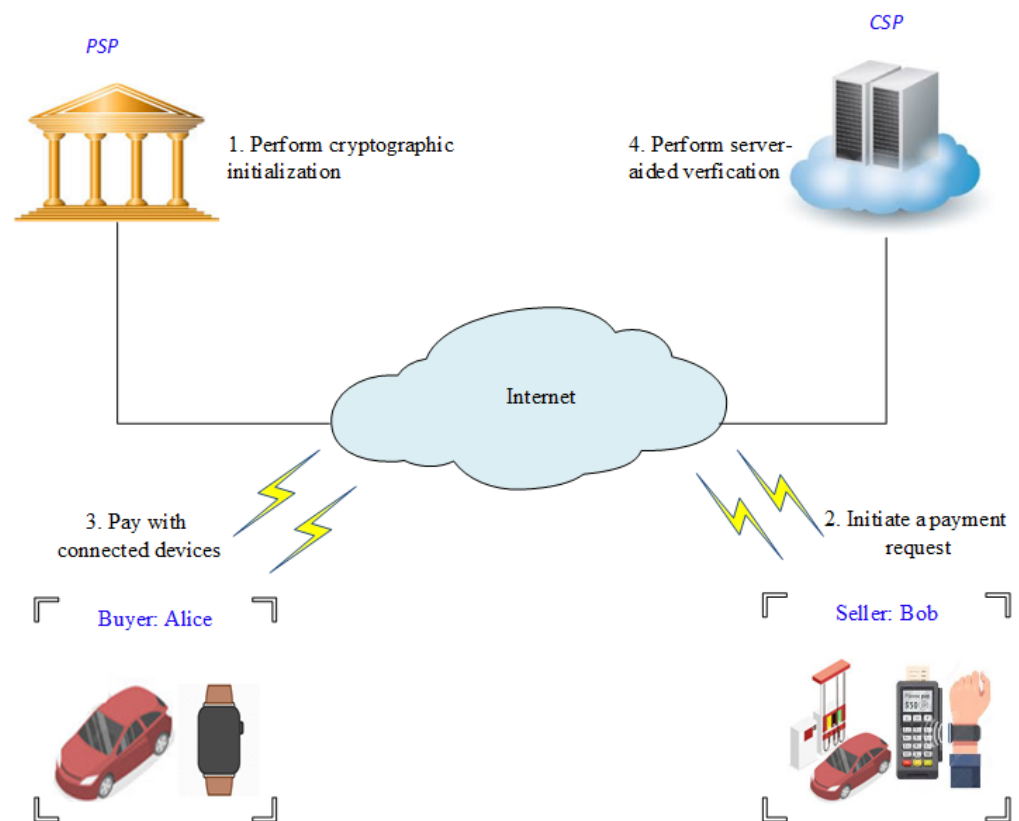 PSP
CSP
1. Perform cryptographic
initialization
4. Perform server-
aided verfication
Internet
3. Pay with
connected devices
2. Initiate a payment
request
Buyer: Alice
Seller: Bob
$50